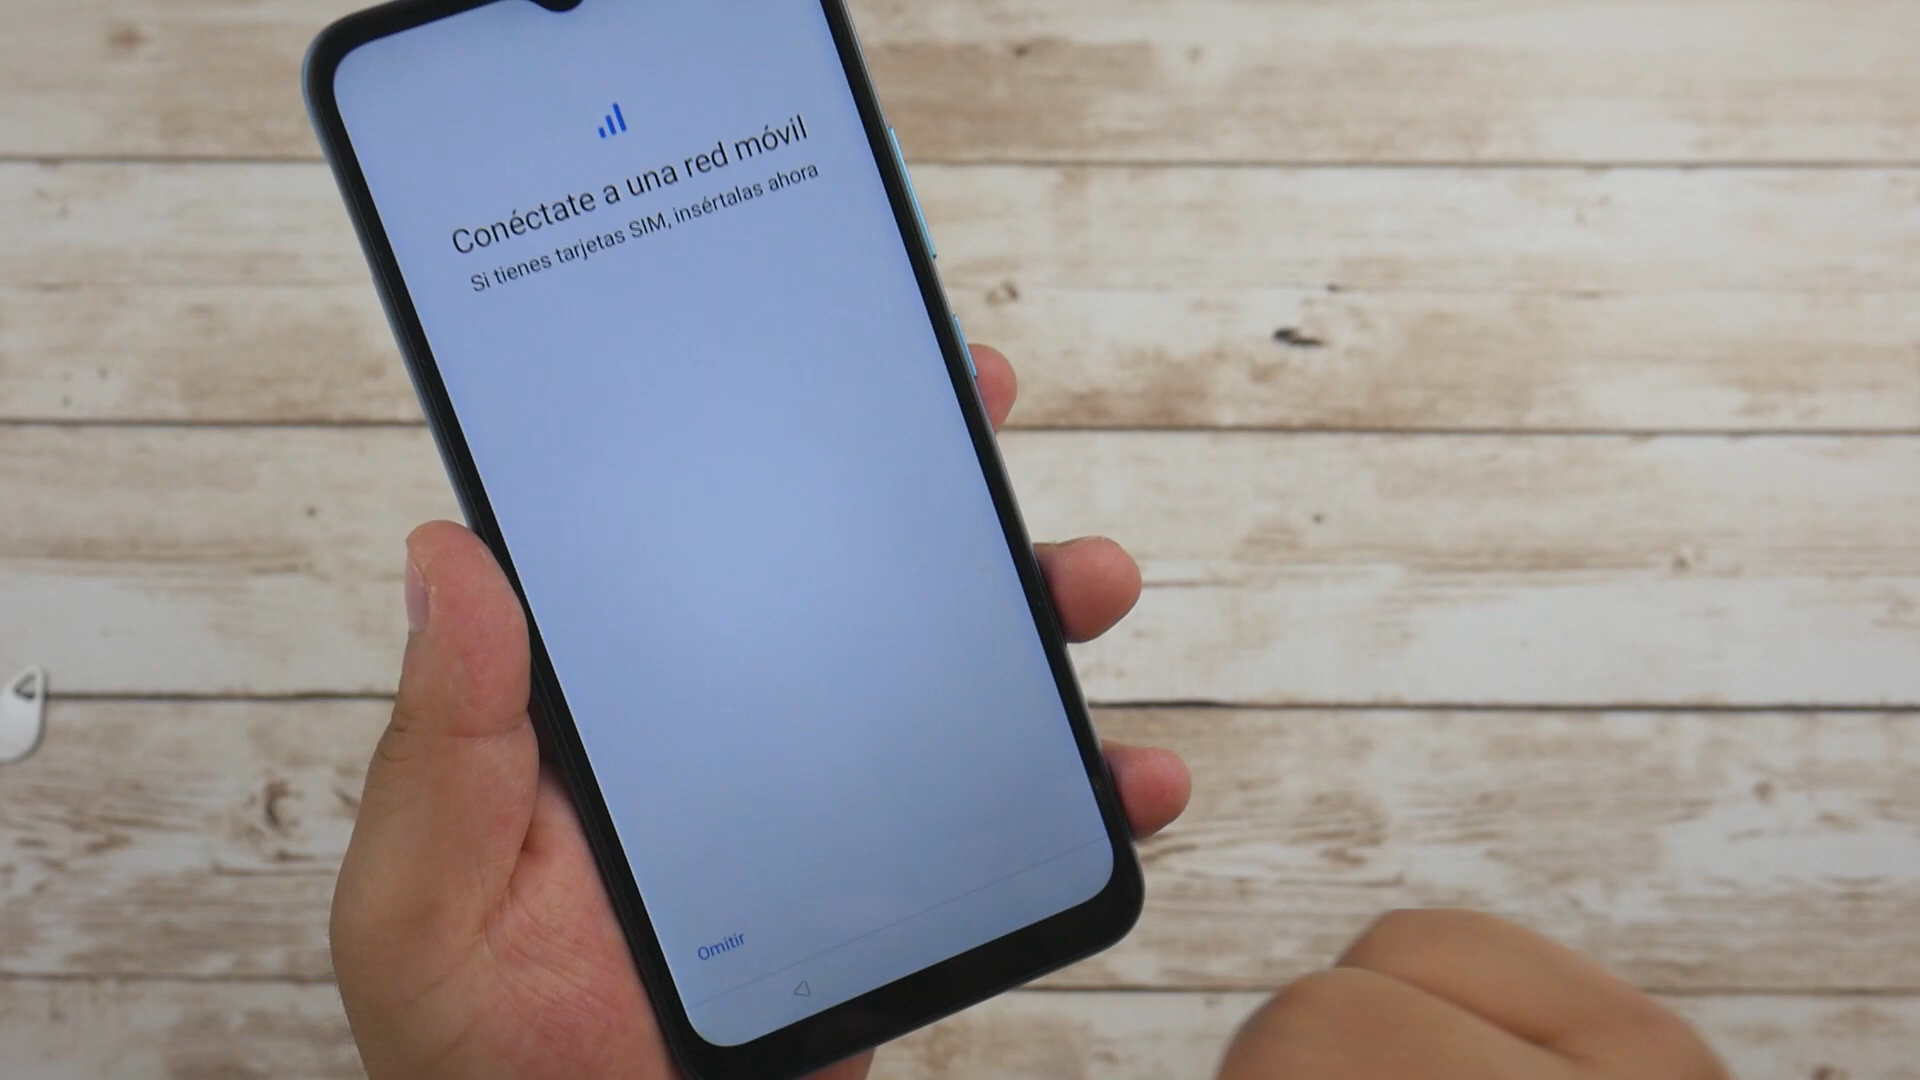 Conéctate a una red móvil
Si tienes tarjetas SIM, insértalas ahora
Omitir